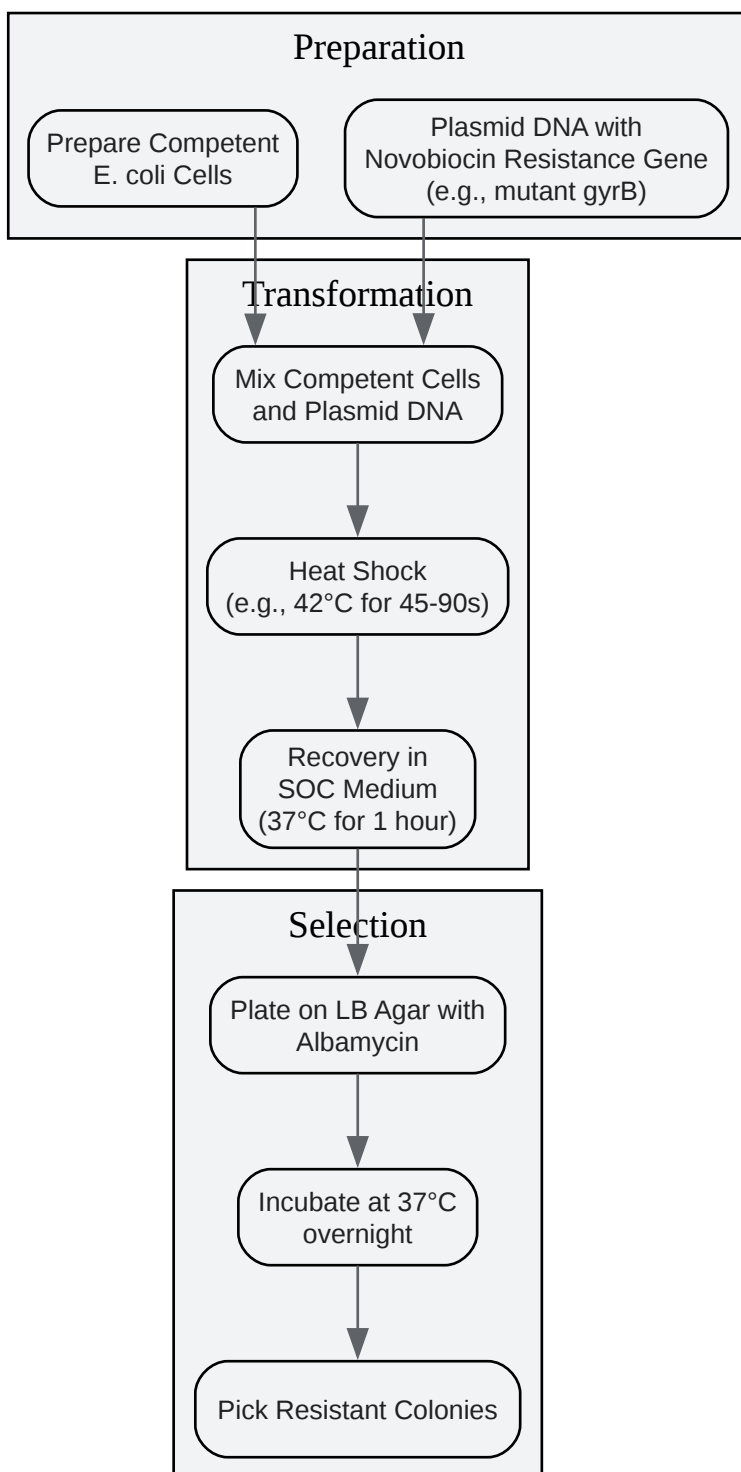 Preparation
Prepare Competent
E. coli Cells
Plasmid DNA with
Novobiocin Resistance Gene
(e.g., mutant gyrB)
Transformation
Mix Competent Cells
and Plasmid DNA
Heat Shock
(e.g., 42°C for 45-90s)
Recovery in
SOC Medium
(37°C for 1 hour)
Selection
Plate on LB Agar with
Albamycin
Incubate at 37°C
overnight
Pick Resistant Colonies